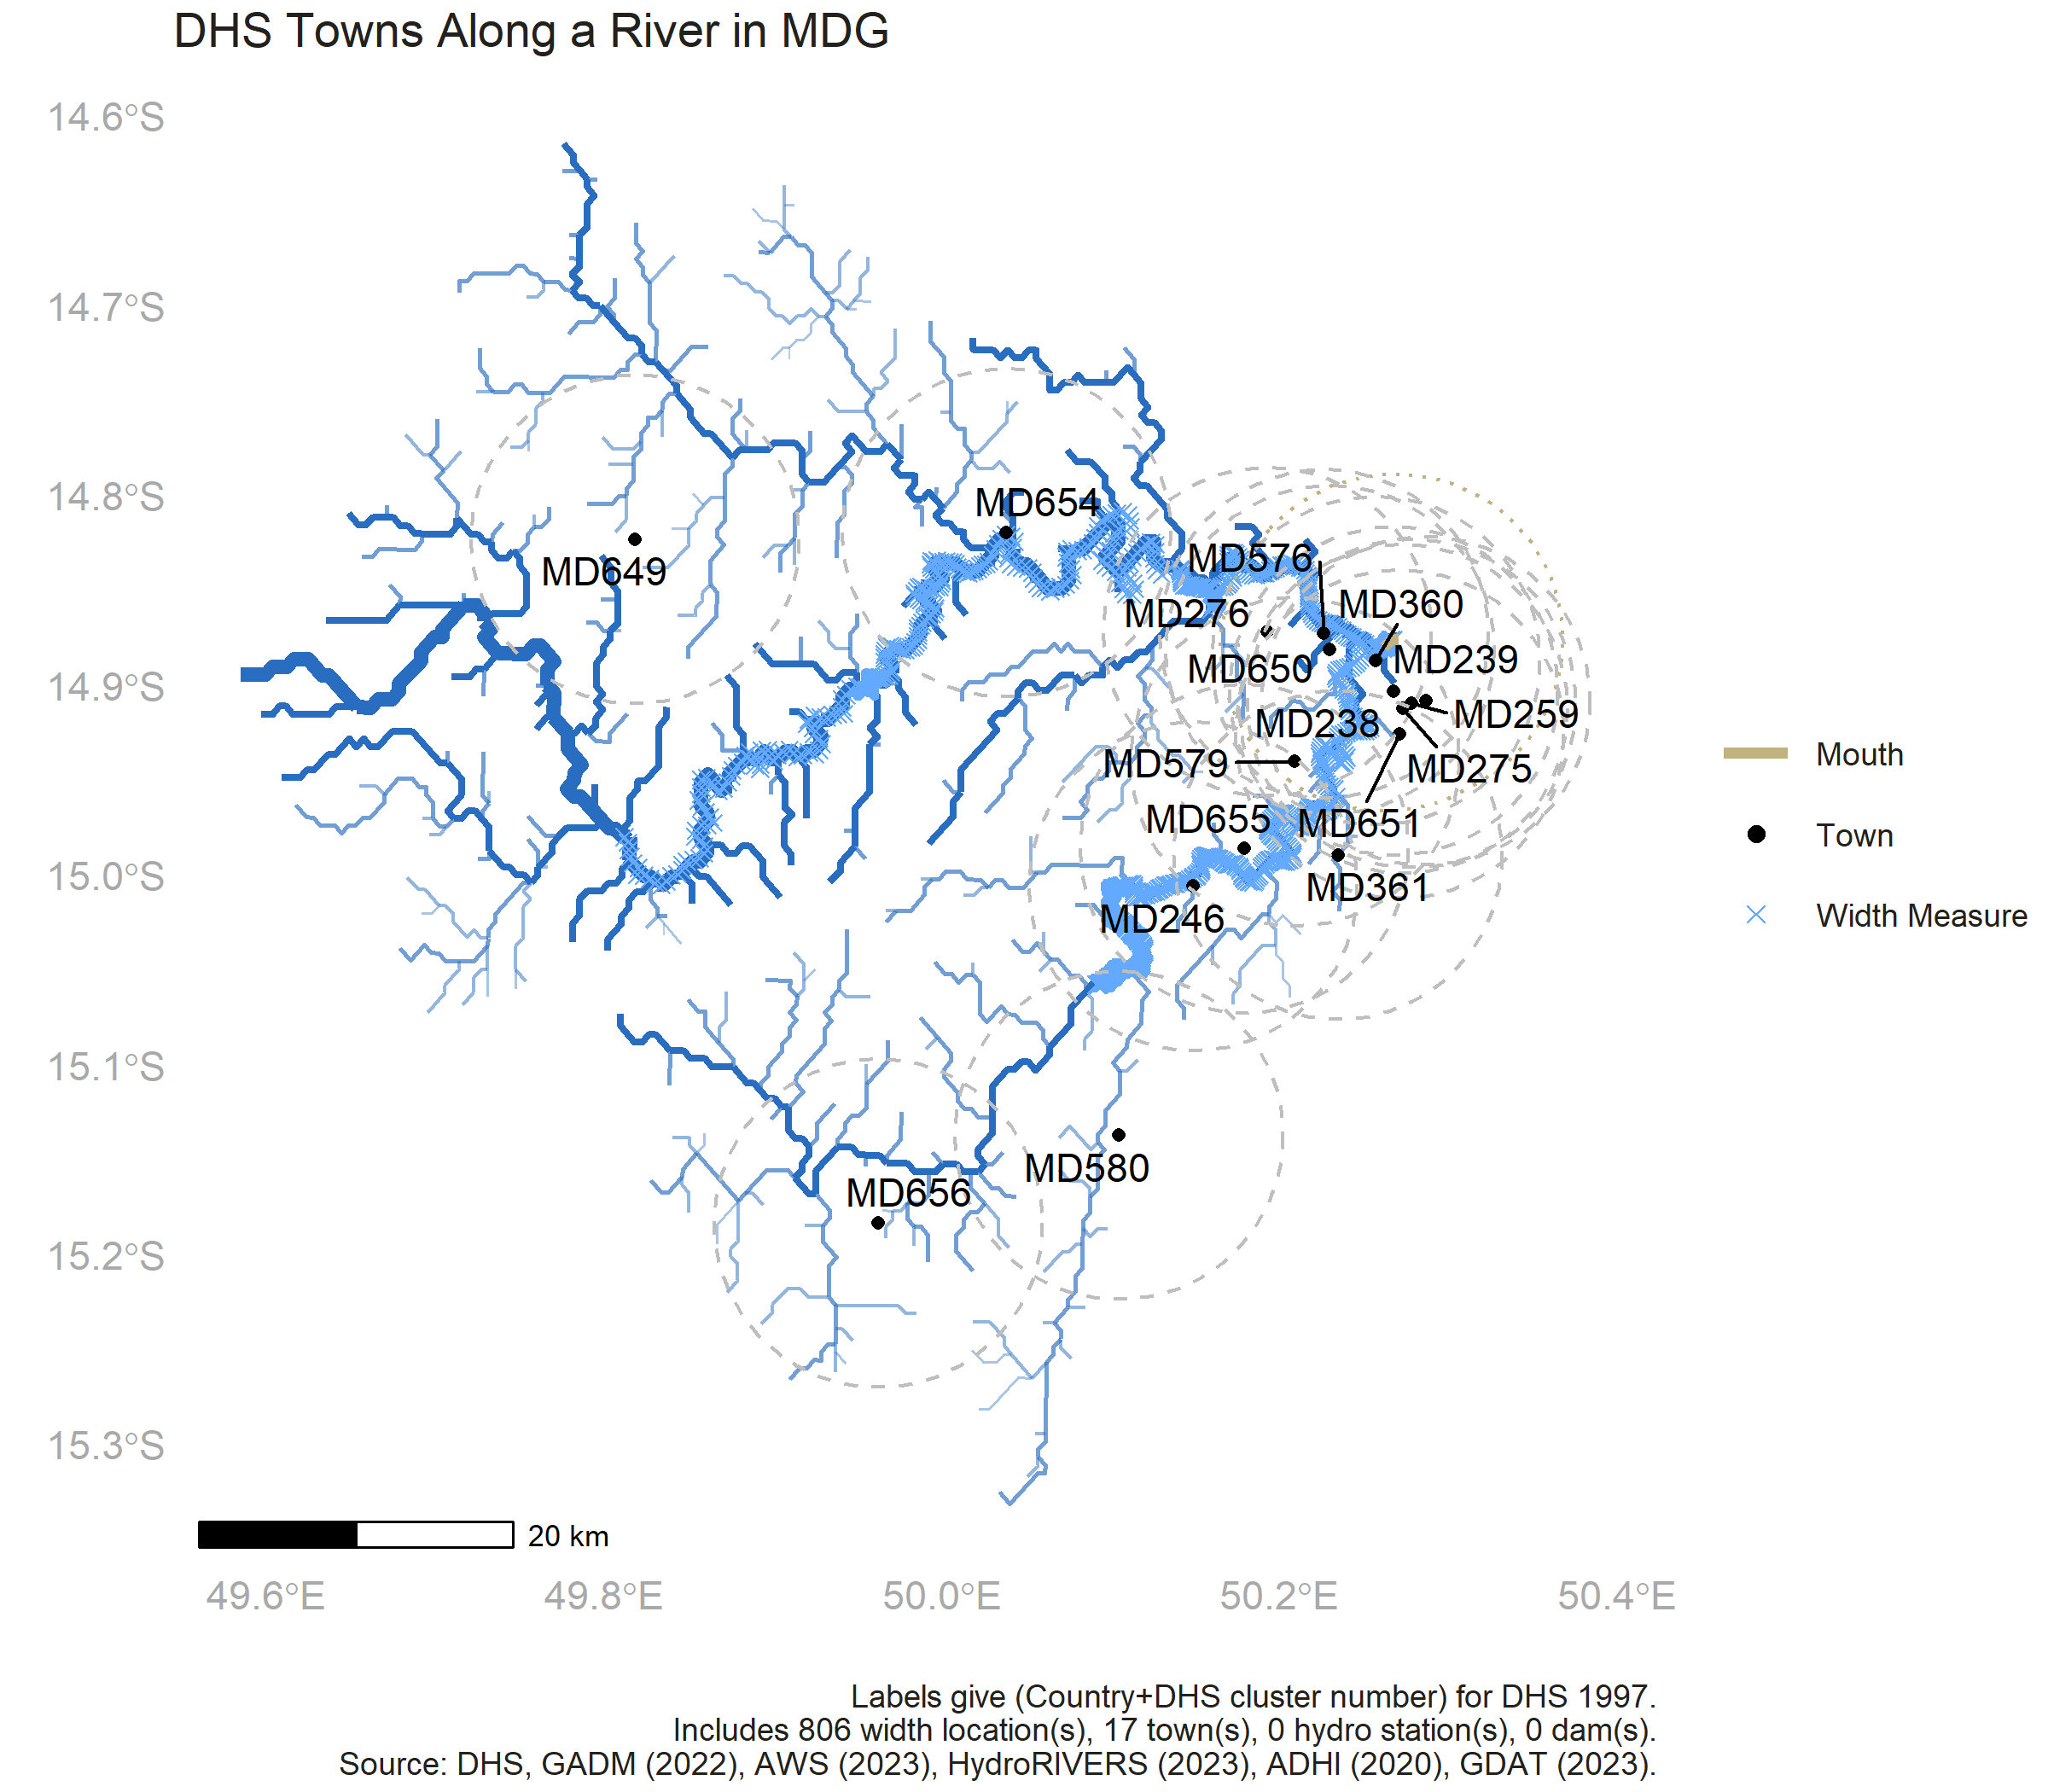 DHS Towns Along a River in MDG
14.6°S
14.7°S
14.8°S
14.9°S
15.0°S
15.1°S
15.2°S
15.3°S
MD654
MD649
MD576
MD276
MD360
MD650
MD239
MD238
MD259
MD579
MD275
MD655
MD651
MD361
MD246
MD580
MD656
Mouth
Town
Width Measure
20 km
49.6°E
49.8°E
50.0°E
50.2°E
50.4°E
Labels give (Country+DHS cluster number) for DHS 1997.
Includes 806 width location(s), 17 town(s), 0 hydro station(s), 0 dam(s).
Source: DHS, GADM (2022), AWS (2023), HydroRIVERS (2023), ADHI (2020), GDAT (2023).